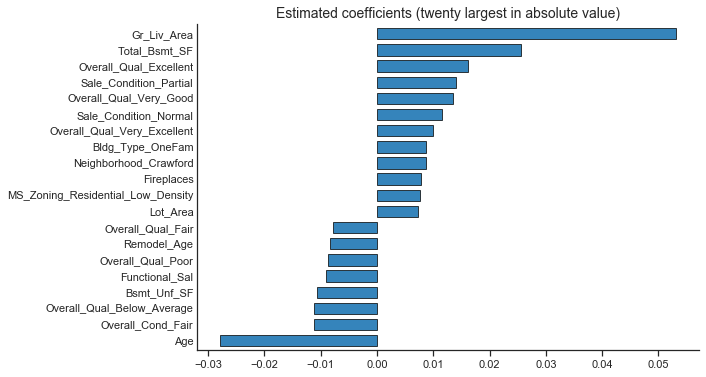 Estimated coefficients (twenty largest in absolute value)
Gr_Liv_Area
Total_Bsmt_SF
Overall_Qual_Excellent
Sale_Condition_Partial
Overall_Qual_Very_Good
Sale_Condition_Normal
Overall_Qual_Very_Excellent
Bldg_Type_OneFam
Neighborhood_Crawford
Fireplaces
MS_Zoning_Residential_Low_Density
Lot_Area
Overall_Qual_Fair
Remodel_Age
Overall_Qual_Poor
Functional_Sal
Bsmt_Unf_SF
Overall_Qual_Below_Average
Overall_Cond_Fair
Age
−0.03 −0.02 −0.01 0.00 0.01 0.02 0.03 0.04 0.05